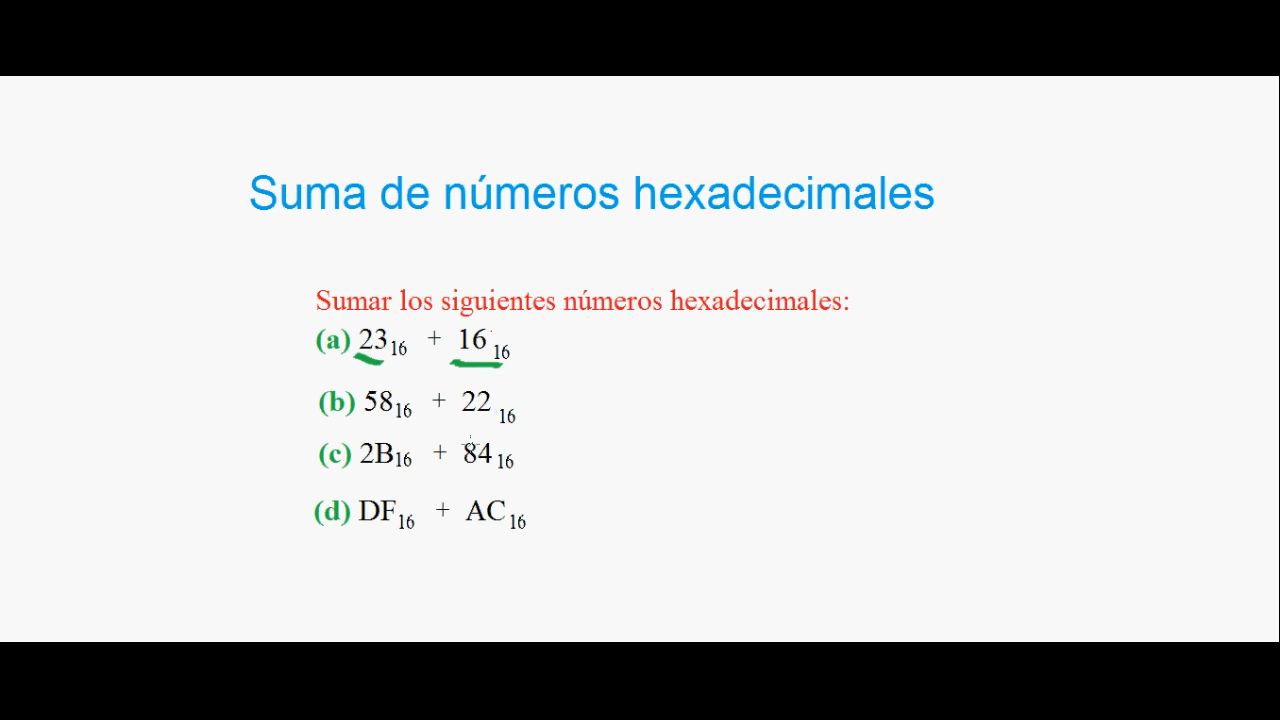 Suma de números hexadecimales
Sumar los siguientes números hexadecimales:
(a) 23₁₆ + 16₁₆
(b) 58₁₆ + 22₁₆
(c) 2B₁₆ + 84₁₆
(d) DF₁₆ + AC₁₆